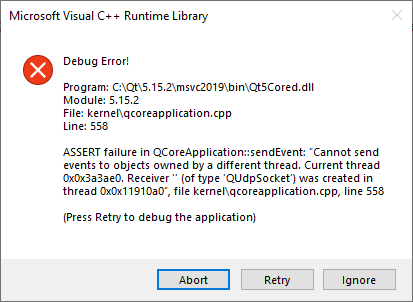 Microsoft Visual C++ Runtime Library
Debug Error!
Program: C:\Qt\5.15.2\msvc2019\bin\Qt5Cored.dll
Module: 5.15.2
File: kernel\qcoreapplication.cpp
Line: 558
ASSERT failure in QCoreApplication::sendEvent: "Cannot send
events to objects owned by a different thread. Current thread
0x0x3a3ae0. Receiver '' (of type 'QUdpSocket') was created in
thread 0x0x11910a0", file kernel\qcoreapplication.cpp, line 558
(Press Retry to debug the application)
Abort
Retry
Ignore